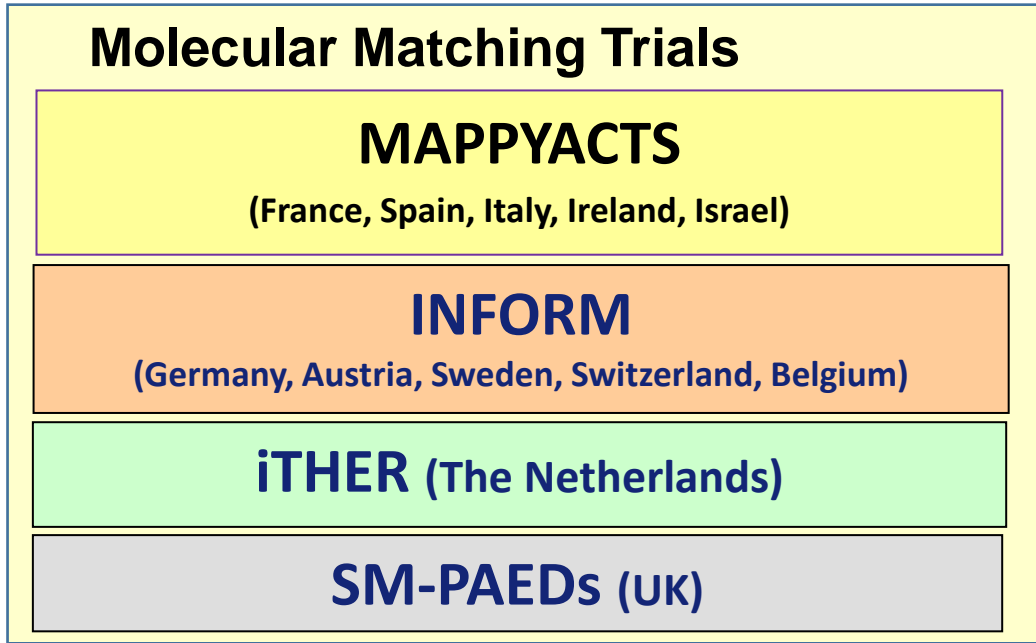 Molecular Matching Trials
MAPPYACTS
(France, Spain, Italy, Ireland, Israel)
INFORM
(Germany, Austria, Sweden, Switzerland, Belgium)
iTHER (The Netherlands)
SM-PAEDs (UK)